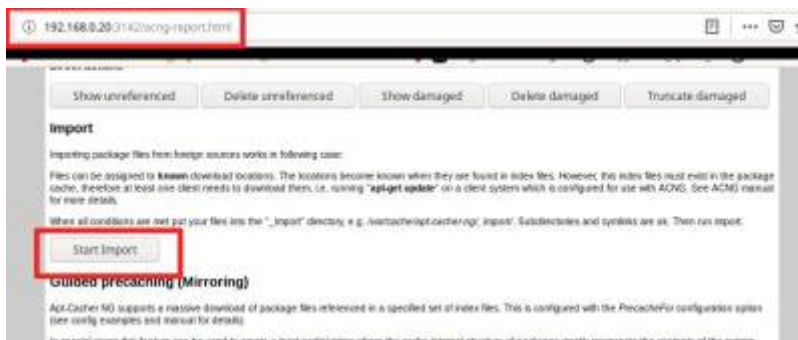 192.168.0.20:3142/acng-report.html
Show unreferenced Delete unreferenced Show damaged Delete damaged Truncate damaged
Import
Importing package files from foreign sources works in following case:
Files can be assigned to known download locations. The locations become known when they are found in index files. However, this index files must exist in the package
cache, therefore at least one client needs to download them, i.e. running "apt-get update" on a client system which is configured for use with ACNG. See ACNG manual
for more details.
When all conditions are met put your files into the "_import" directory, e.g. /var/cache/apt-cacher-ng/_import/. Subdirectories and symlinks are ok. Then run import.
Start Import
Guided precaching (Mirroring)
Apt-Cacher NG supports a massive download of package files referenced in a specified set of index files. This is configured with the PrecacheFor configuration option
(see config examples and manual for details).